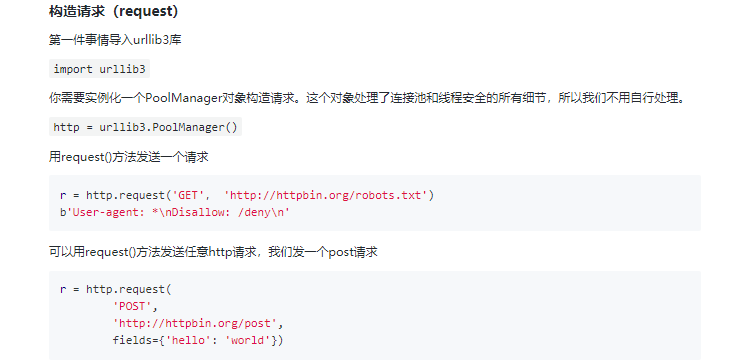 构造请求（request）
第一件事情导入urllib3库
import urllib3
你需要实例化一个PoolManager对象构造请求。这个对象处理了连接池和线程安全的所有细节，所以我们不用自行处理。
http = urllib3.PoolManager()
用request()方法发送一个请求
r = http.request('GET', 'http://httpbin.org/robots.txt')
b'User-agent: *\nDisallow: /deny\n'
可以用request()方法发送任意http请求，我们发一个post请求
r = http.request(
'POST',
'http://httpbin.org/post',
fields={'hello': 'world'})